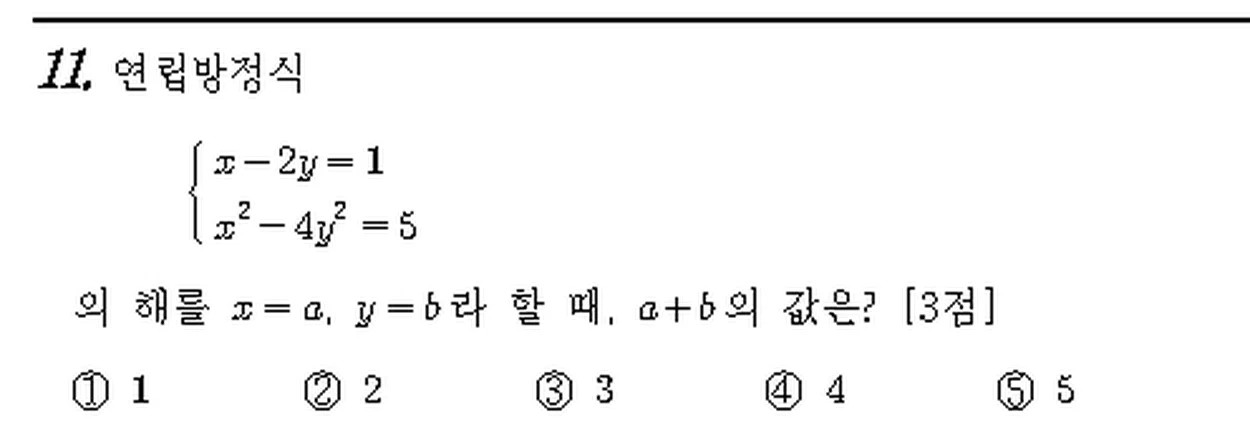 11. 연립방정식
x-2y=1
x²-4y²=5
의 해를 x=a, y=b라 할 때, a+b의 값은? [3점]
① 1 ② 2 ③ 3 ④ 4 ⑤ 5